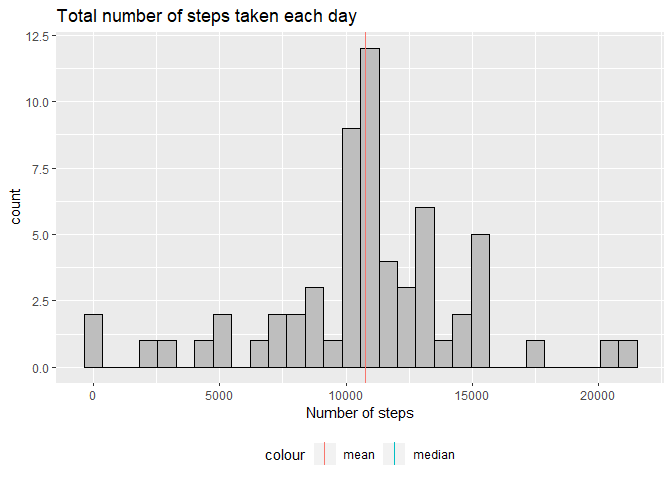 Total number of steps taken each day
12.5
10.0
7.5
5.0
2.5
0.0
count
0 5000 10000 15000 20000
Number of steps
colour mean median